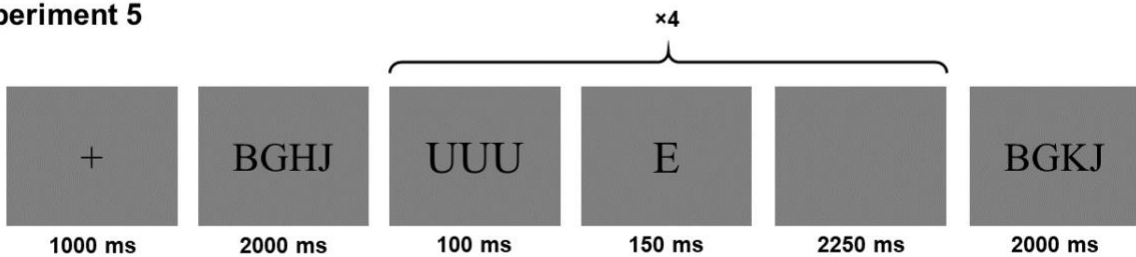 periment 5
×4
+
BGHJ
UUU
E
BGKJ
1000 ms
2000 ms
100 ms
150 ms
2250 ms
2000 ms